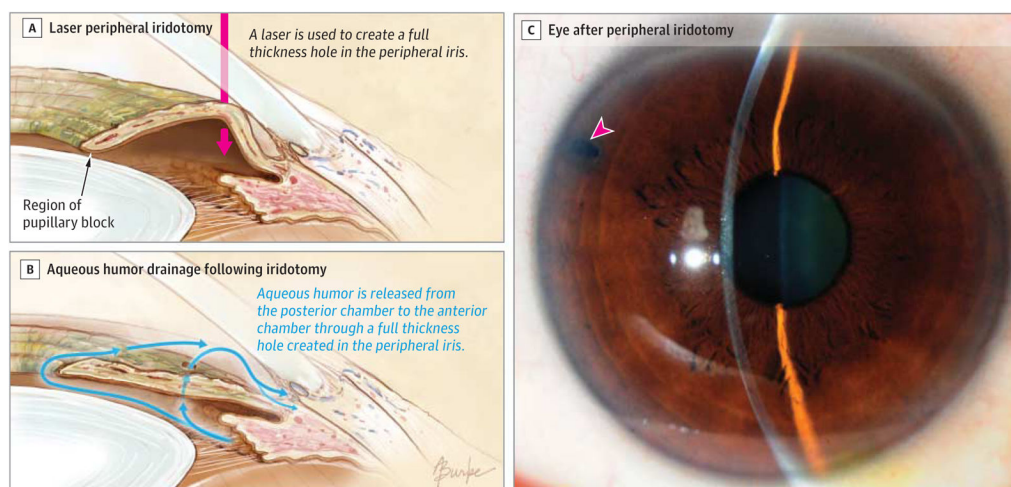 A Laser peripheral iridotomy
A laser is used to create a full
thickness hole in the peripheral iris.
Region of
pupillary block
B Aqueous humor drainage following iridotomy
Aqueous humor is released from
the posterior chamber to the anterior
chamber through a full thickness
hole created in the peripheral iris.
ABurke
C Eye after peripheral iridotomy